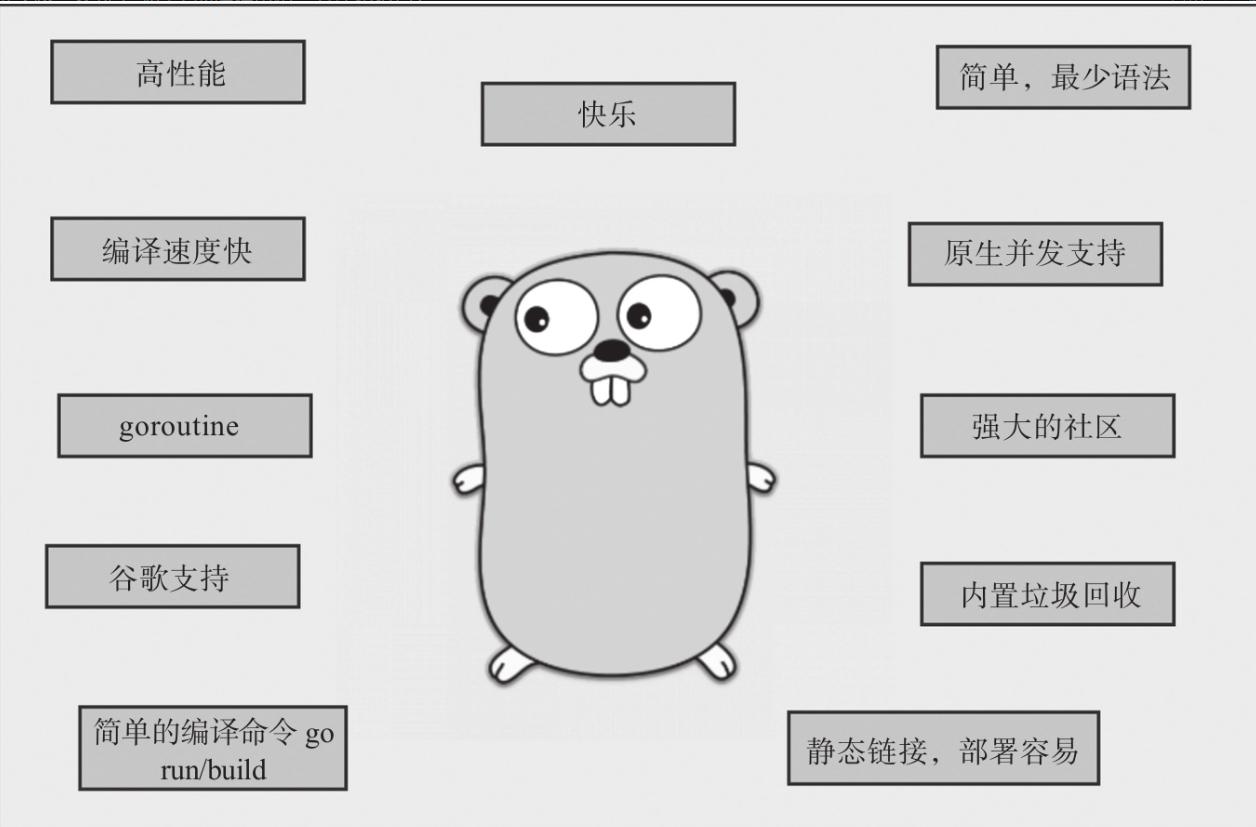 高性能
快乐
简单，最少语法
编译速度快
原生并发支持
goroutine
强大的社区
谷歌支持
内置垃圾回收
简单的编译命令 go
run/build
静态链接，部署容易